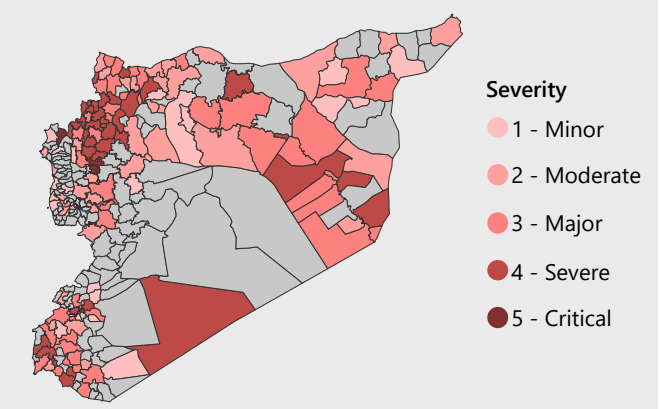 Severity
1 - Minor
2 - Moderate
3 - Major
4 - Severe
5 - Critical